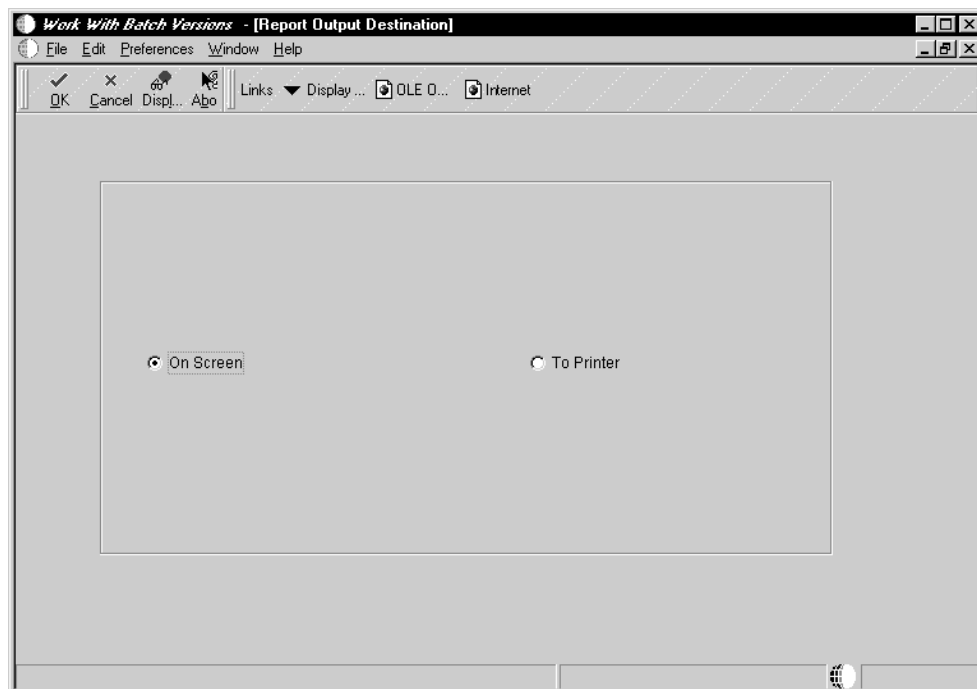 Work With Batch Versions - [Report Output Destination]
File Edit Preferences Window Help
OK Cancel Displ... Abo Links Display ... OLE O... Internet
On Screen To Printer